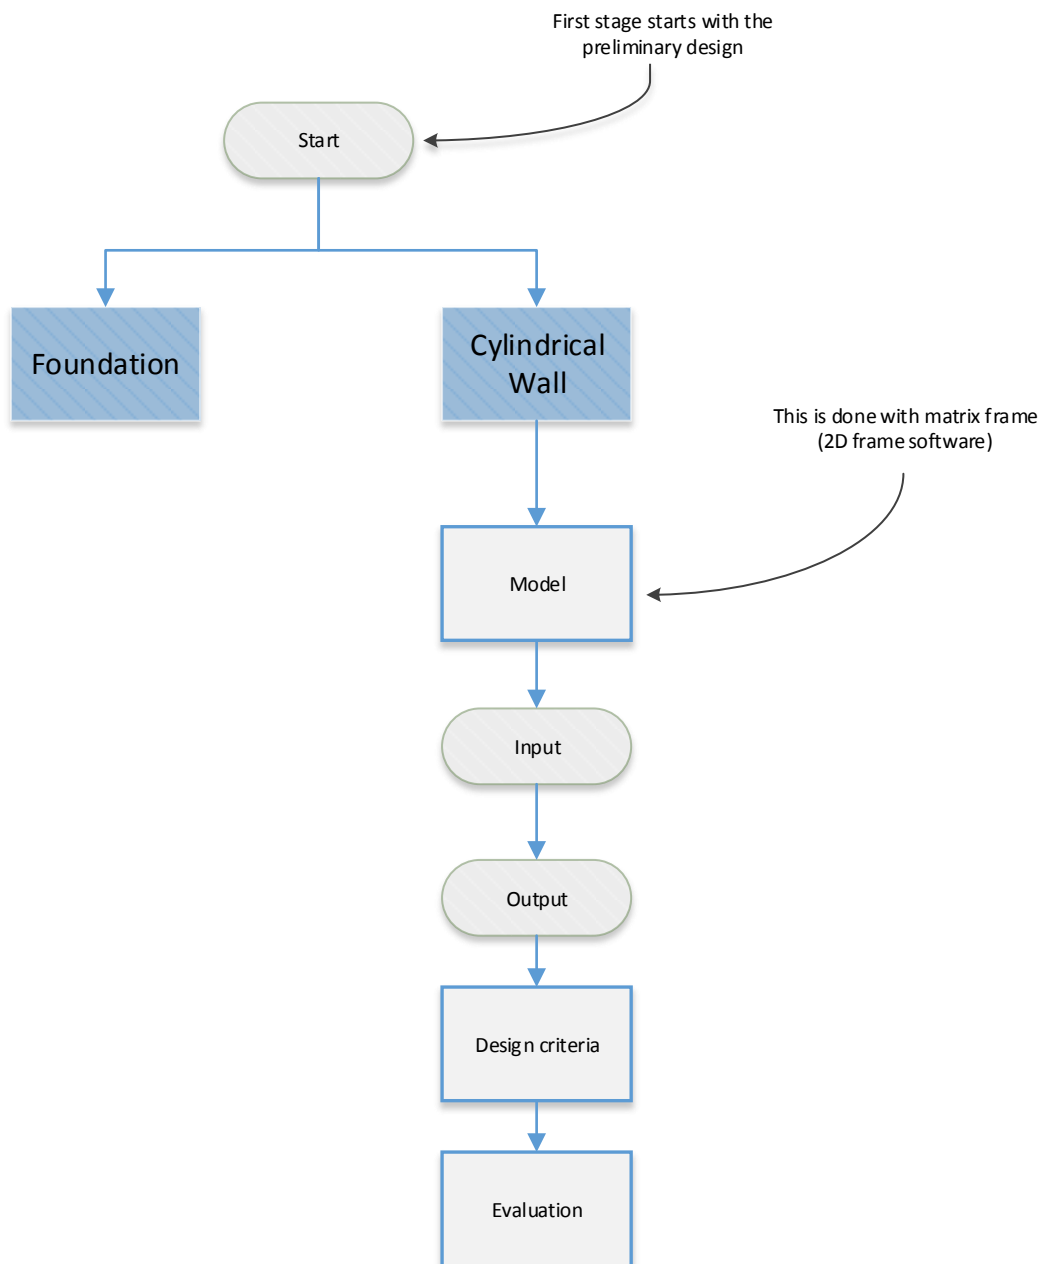 First stage starts with the
preliminary design
Start
Foundation
Cylindrical
Wall
This is done with matrix frame
(2D frame software)
Model
Input
Output
Design criteria
Evaluation